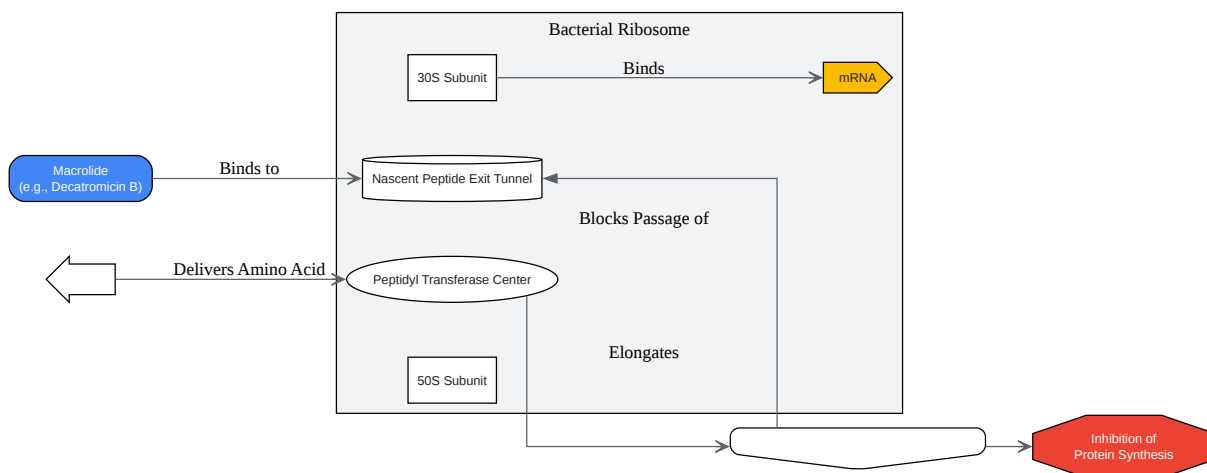 Bacterial Ribosome
30S Subunit
Binds
mRNA
Macrolide
(e.g., Decatromicin B)
Binds to
Nascent Peptide Exit Tunnel
Blocks Passage of
Delivers Amino Acid
Peptidyl Transferase Center
Elongates
50S Subunit
Inhibition of
Protein Synthesis